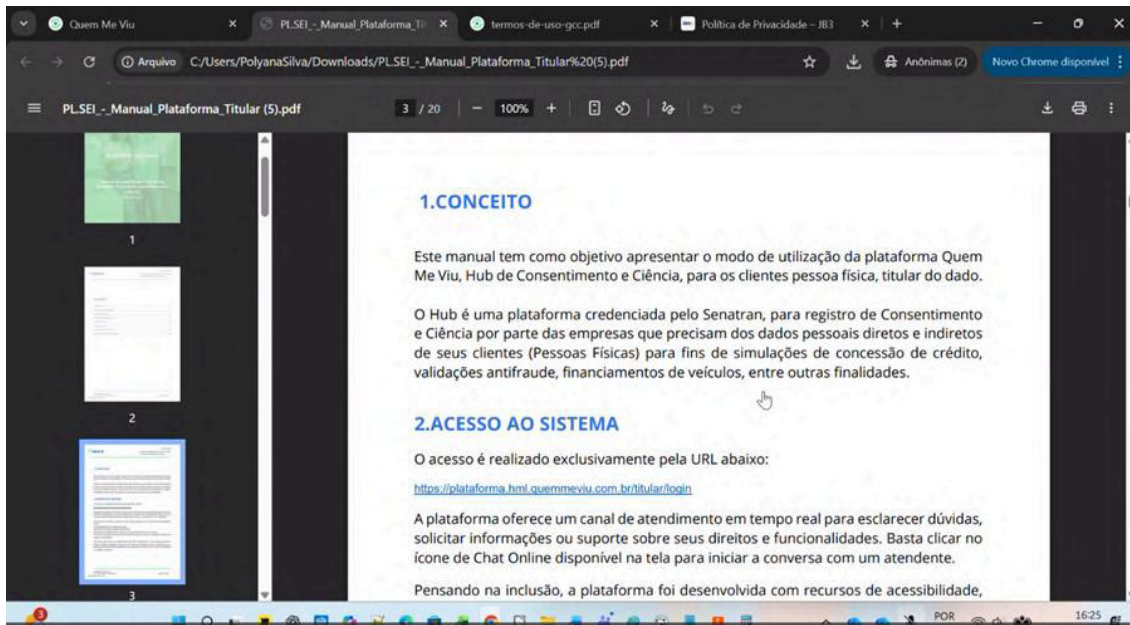 Quem Me Viu
PL.SEI_-_Manual_Plataforma_Ti
termos-de-uso-gcc.pdf
Política de Privacidade – JB3
Arquivo
C:/Users/PolyanaSilva/Downloads/PL.SEI_-_Manual_Plataforma_Titular%20(5).pdf
Anônimas (2)
Novo Chrome disponível
PL.SEI_-_Manual_Plataforma_Titular (5).pdf
3 / 20
100%
1
2
3
1.CONCEITO
Este manual tem como objetivo apresentar o modo de utilização da plataforma Quem
Me Viu, Hub de Consentimento e Ciência, para os clientes pessoa física, titular do dado.
O Hub é uma plataforma credenciada pelo Senatran, para registro de Consentimento
e Ciência por parte das empresas que precisam dos dados pessoais diretos e indiretos
de seus clientes (Pessoas Físicas) para fins de simulações de concessão de crédito,
validações antifraude, financiamentos de veículos, entre outras finalidades.
2.ACESSO AO SISTEMA
O acesso é realizado exclusivamente pela URL abaixo:
https://plataforma.hml.quemmeviu.com.br/titular/login
A plataforma oferece um canal de atendimento em tempo real para esclarecer dúvidas,
solicitar informações ou suporte sobre seus direitos e funcionalidades. Basta clicar no
ícone de Chat Online disponível na tela para iniciar a conversa com um atendente.
Pensando na inclusão, a plataforma foi desenvolvida com recursos de acessibilidade,
3
POR
16:25